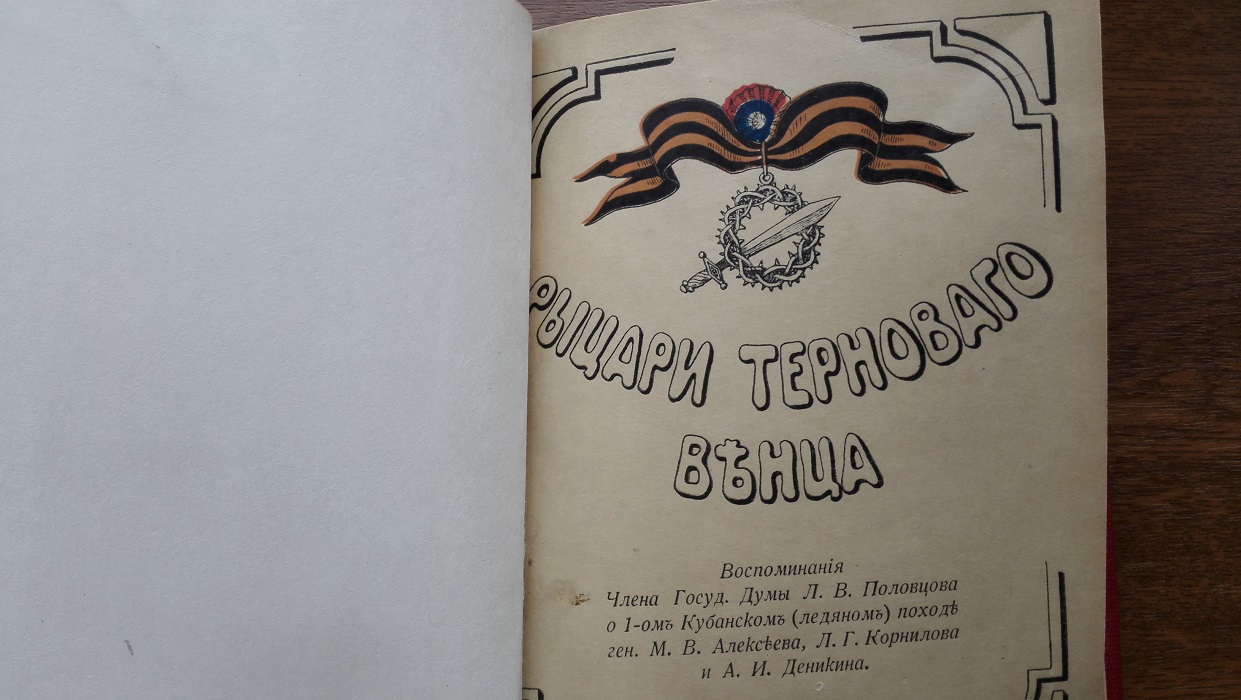 РЫЦАРИ ТЕРНОВАГО
ВѢНЦА
Воспоминанія
Члена Госуд. Думы Л. В. Половцова
о 1-омъ Кубанскомъ (ледяномъ) походѣ
ген. М. В. Алексѣева, Л. Г. Корнилова
и А. И. Деникина.